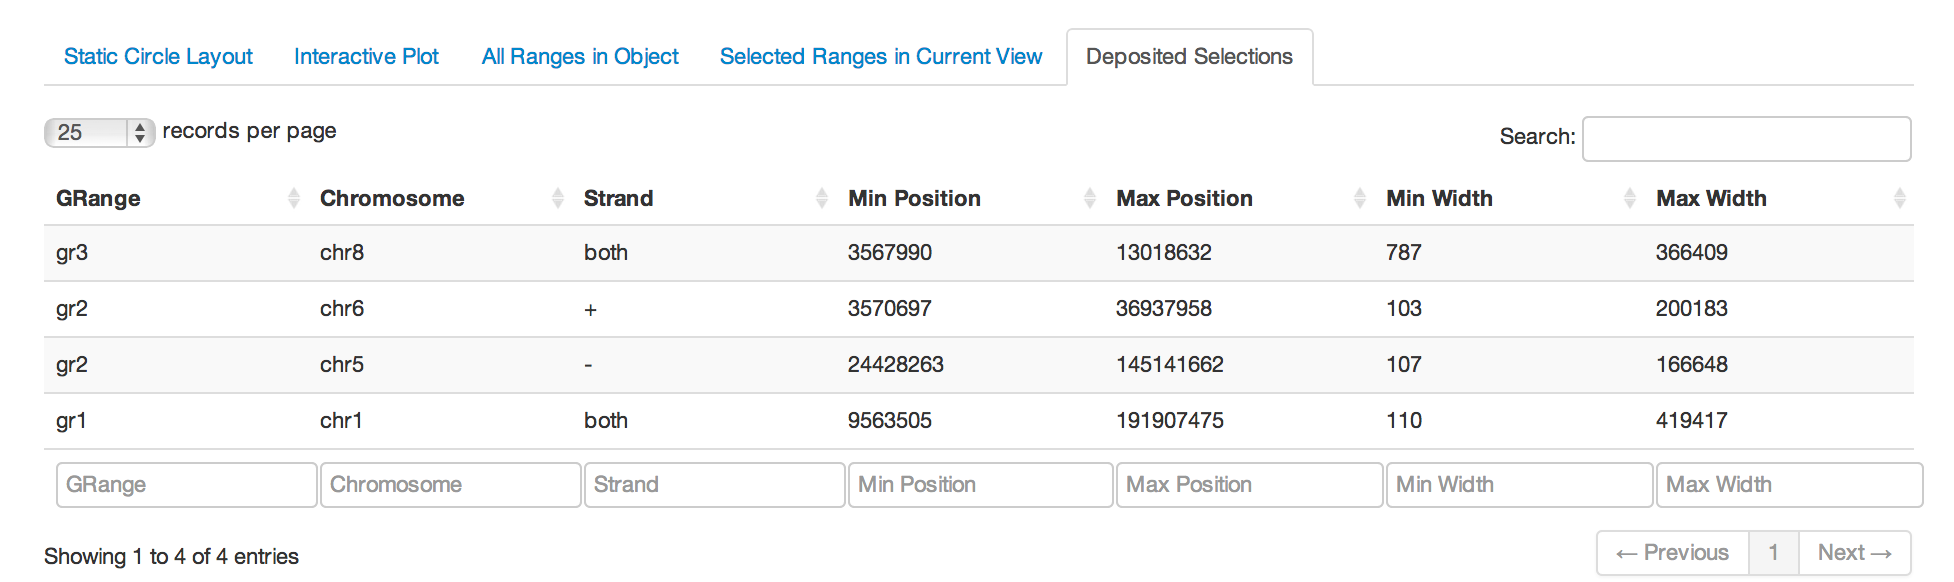 Static Circle Layout Interactive Plot All Ranges in Object Selected Ranges in Current View Deposited Selections
25 records per page Search:
GRange Chromosome Strand Min Position Max Position Min Width Max Width
gr3 chr8 both 3567990 13018632 787 366409
gr2 chr6 + 3570697 36937958 103 200183
gr2 chr5 - 24428263 145141662 107 166648
gr1 chr1 both 9563505 191907475 110 419417
GRange Chromosome Strand Min Position Max Position Min Width Max Width
Showing 1 to 4 of 4 entries ← Previous 1 Next →